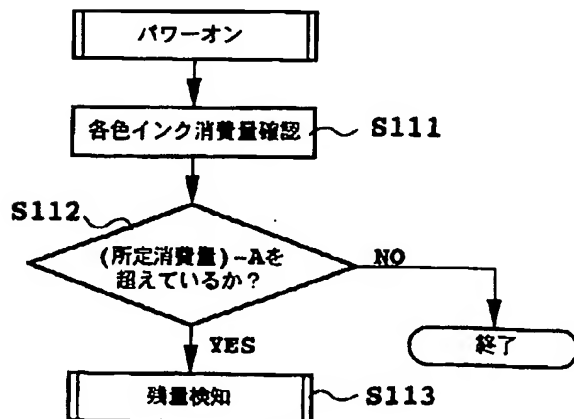 パワーオン
各色インク消費量確認
S111
S112
(所定消費量)-Aを
超えているか?
NO
YES
終了
残量検知
S113